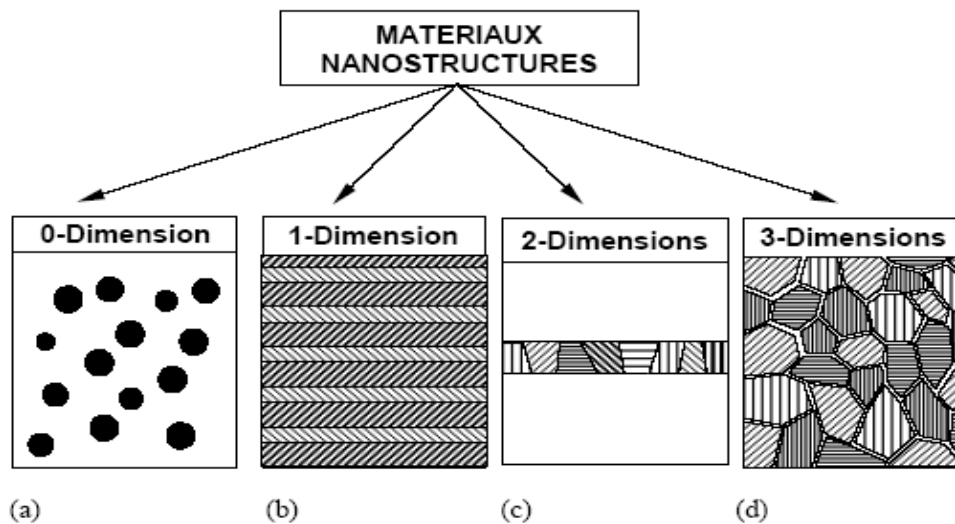 MATERIAUX
NANOSTRUCTURES
0-Dimension
1-Dimension
2-Dimensions
3-Dimensions
(a)
(b)
(c)
(d)